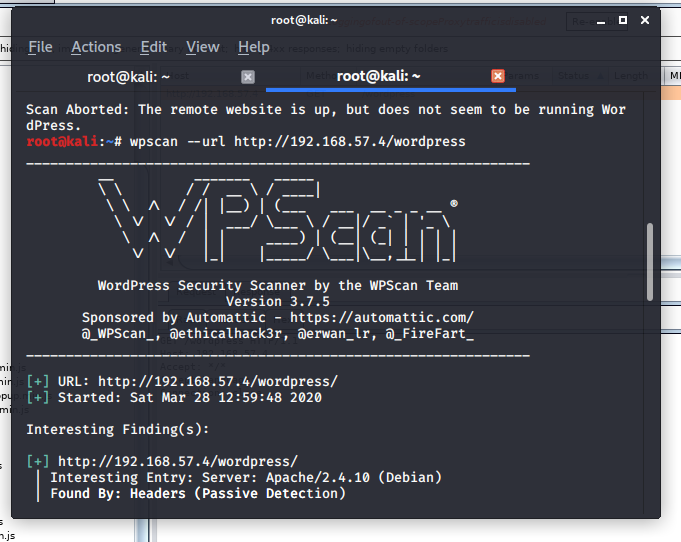 root@kali: ~
File Actions Edit View Help
root@kali: ~ root@kali: ~
Scan Aborted: The remote website is up, but does not seem to be running Wor
dPress.
root@kali:~# wpscan --url http://192.168.57.4/wordpress
WPScan ®
WordPress Security Scanner by the WPScan Team
Version 3.7.5
Sponsored by Automattic - https://automattic.com/
@_WPScan_, @ethicalhack3r, @erwan_lr, @_FireFart_
[+] URL: http://192.168.57.4/wordpress/
[+] Started: Sat Mar 28 12:59:48 2020
Interesting Finding(s):
[+] http://192.168.57.4/wordpress/
| Interesting Entry: Server: Apache/2.4.10 (Debian)
| Found By: Headers (Passive Detection)